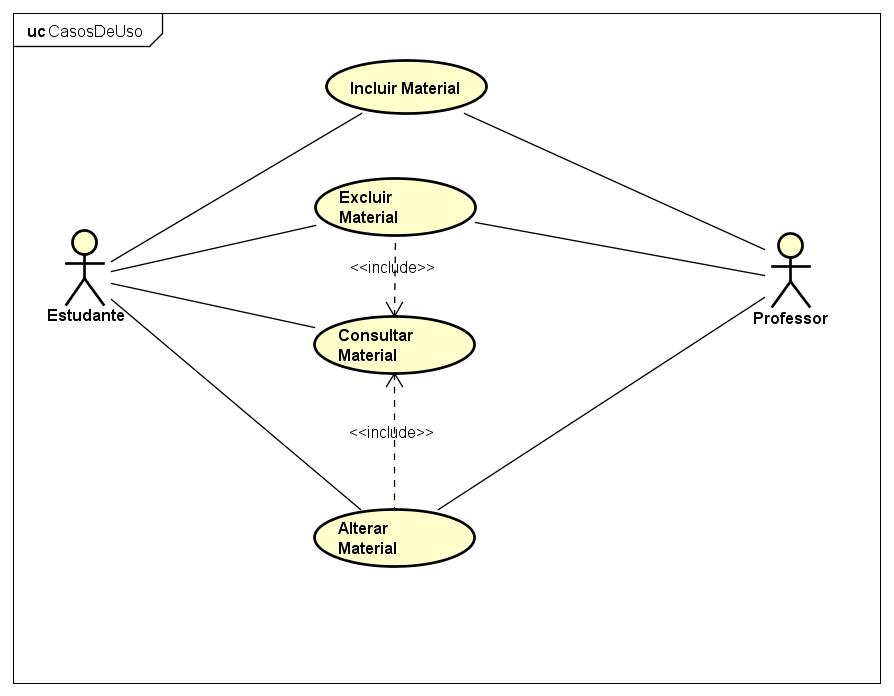 uc CasosDeUso
Incluir Material
Excluir
Material
<<include>>
Estudante
Professor
Consultar
Material
<<include>>
Alterar
Material